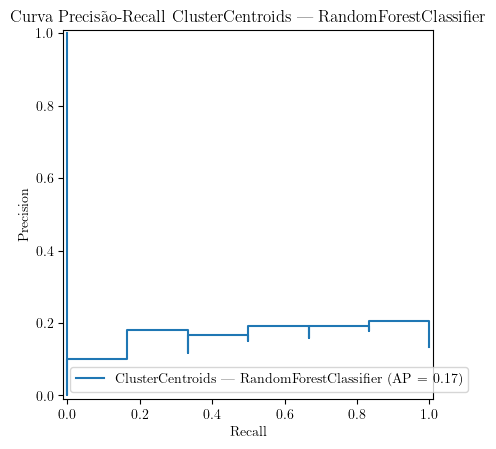 Curva Precisão-Recall ClusterCentroids — RandomForestClassifier
1.0
0.8
0.6
0.4
0.2
0.0
Precision
ClusterCentroids — RandomForestClassifier (AP = 0.17)
0.0 0.2 0.4 0.6 0.8 1.0
Recall